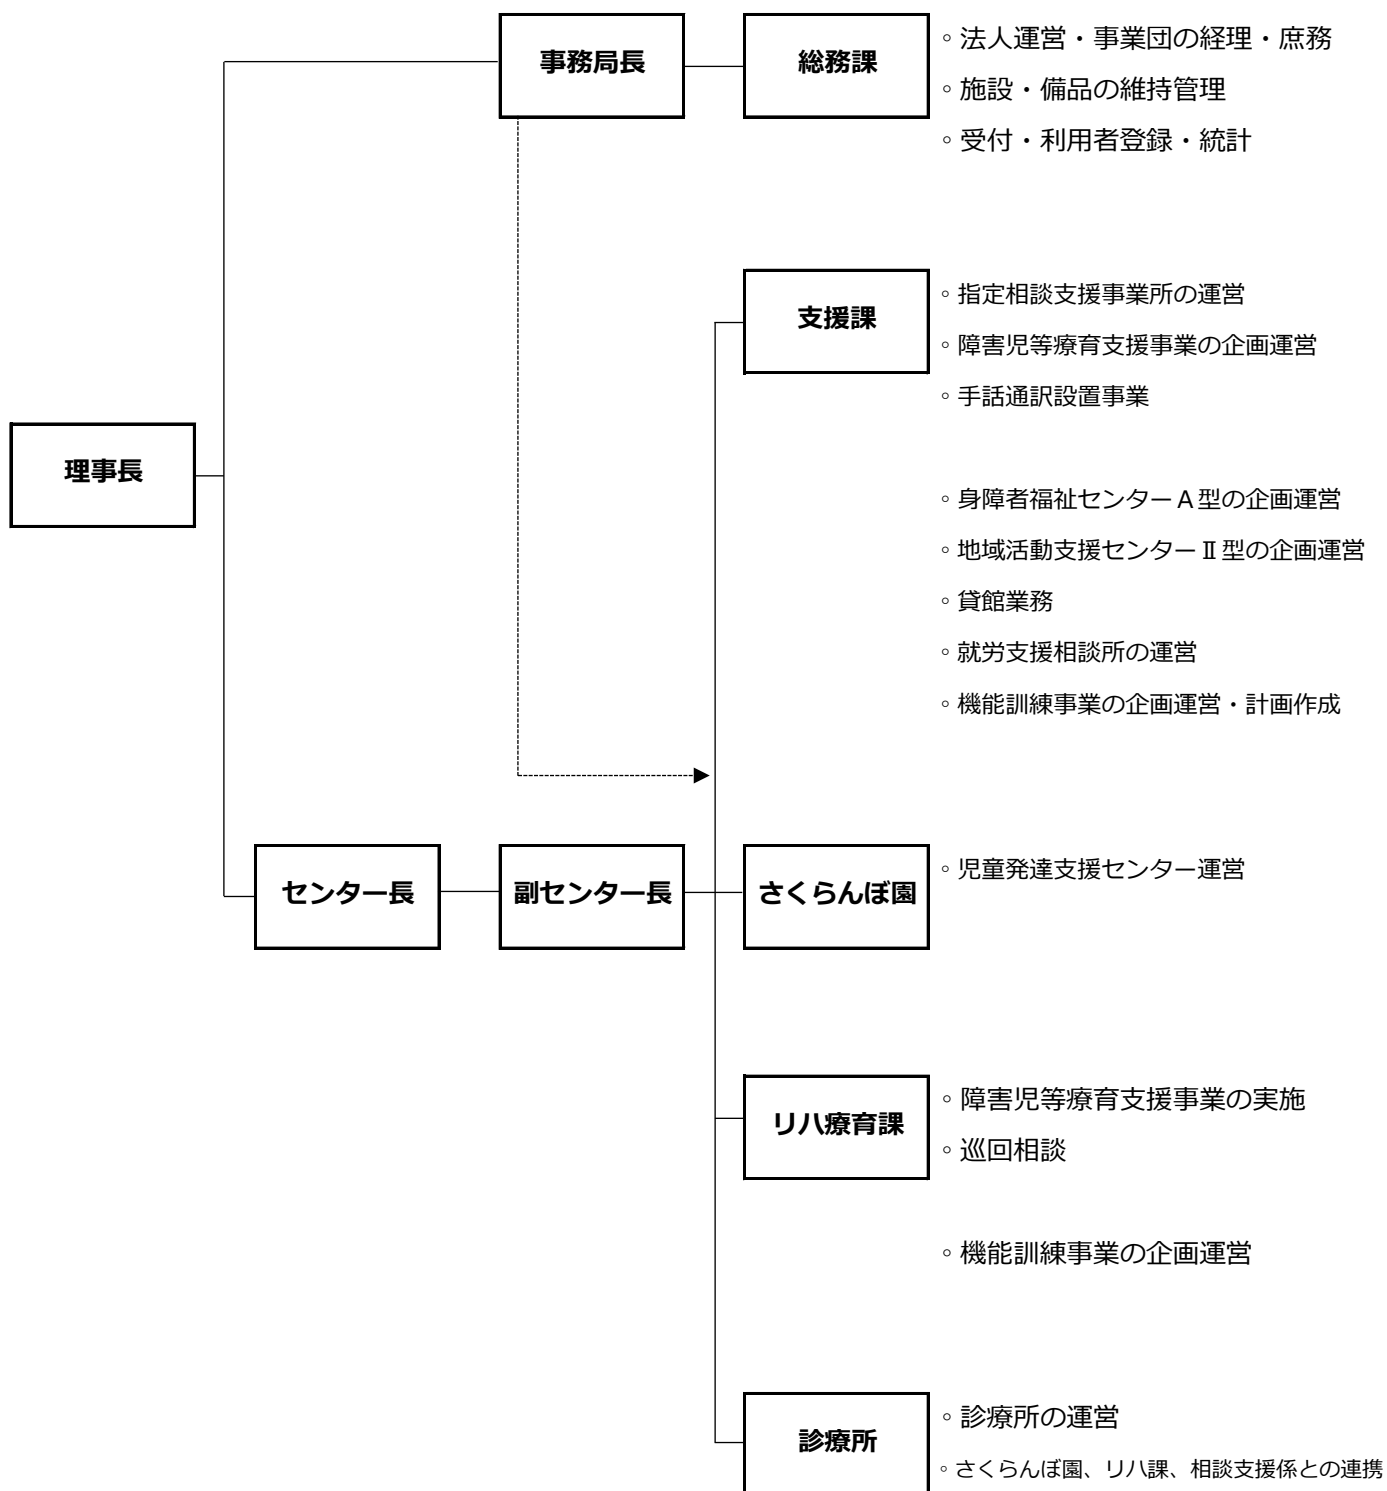 事務局長
総務課
◦法人運営・事業団の経理・庶務
◦施設・備品の維持管理
◦受付・利用者登録・統計
支援課
◦指定相談支援事業所の運営
◦障害児等療育支援事業の企画運営
◦手話通訳設置事業
理事長
◦身障者福祉センターＡ型の企画運営
◦地域活動支援センターⅡ型の企画運営
◦貸館業務
◦就労支援相談所の運営
◦機能訓練事業の企画運営・計画作成
センター長
副センター長
さくらんぼ園
◦児童発達支援センター運営
リハ療育課
◦障害児等療育支援事業の実施
◦巡回相談
◦機能訓練事業の企画運営
診療所
◦診療所の運営
◦さくらんぼ園、リハ課、相談支援係との連携